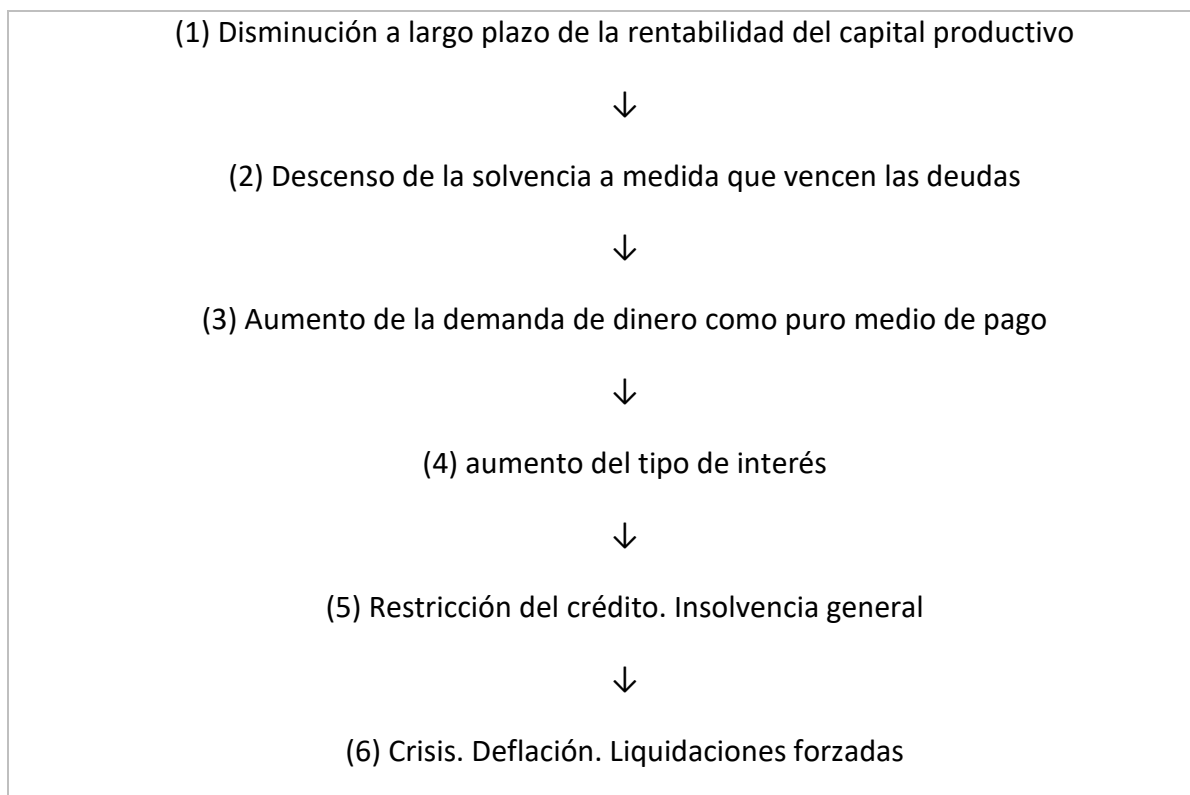 (1) Disminución a largo plazo de la rentabilidad del capital productivo
↓
(2) Descenso de la solvencia a medida que vencen las deudas
↓
(3) Aumento de la demanda de dinero como puro medio de pago
↓
(4) aumento del tipo de interés
↓
(5) Restricción del crédito. Insolvencia general
↓
(6) Crisis. Deflación. Liquidaciones forzadas